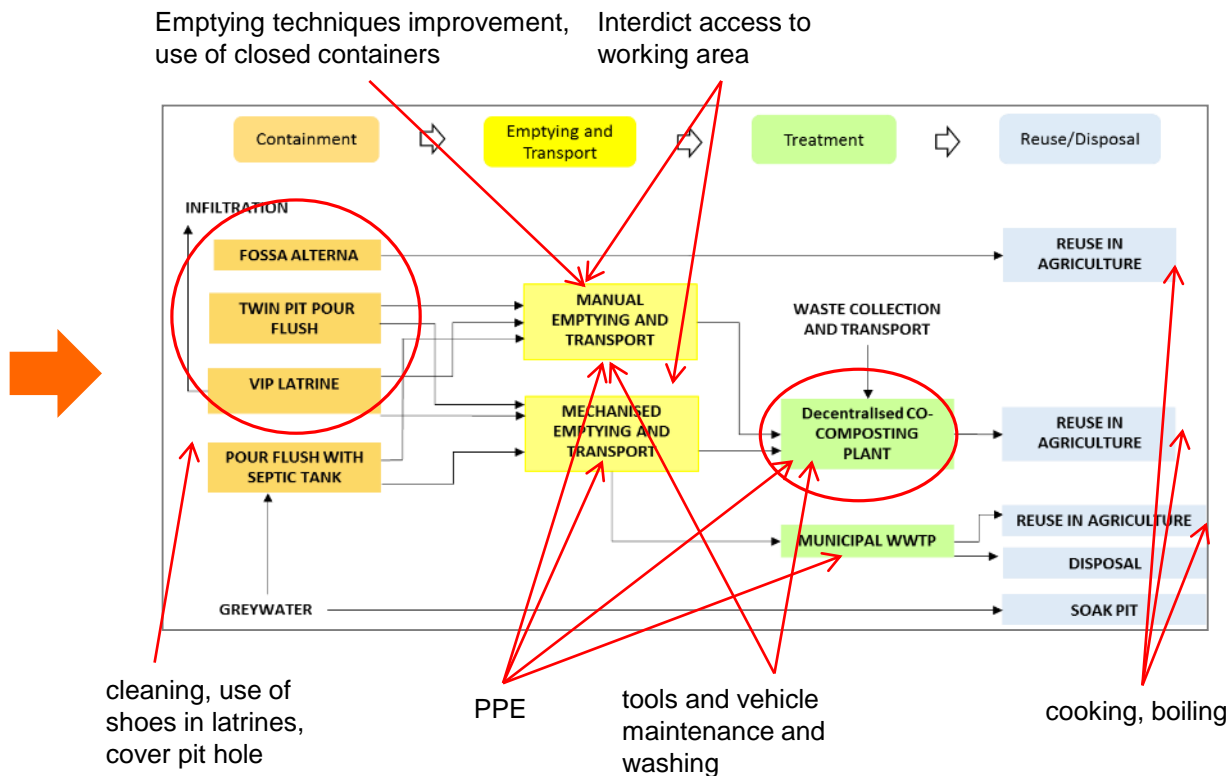 Emptying techniques improvement,
use of closed containers
Interdict access to
working area
Containment
Emptying and
Transport
Treatment
Reuse/Disposal
INFILTRATION
FOSSA ALTERNA
REUSE IN
AGRICULTURE
TWIN PIT POUR
FLUSH
MANUAL
EMPTYING AND
TRANSPORT
WASTE COLLECTION
AND TRANSPORT
VIP LATRINE
MECHANISED
EMPTYING AND
TRANSPORT
Decentralised CO-
COMPOSTING
PLANT
REUSE IN
AGRICULTURE
POUR FLUSH WITH
SEPTIC TANK
MUNICIPAL WWTP
REUSE IN AGRICULTURE
DISPOSAL
GREYWATER
SOAK PIT
cleaning, use of
shoes in latrines,
cover pit hole
PPE
tools and vehicle
maintenance and
washing
cooking, boiling